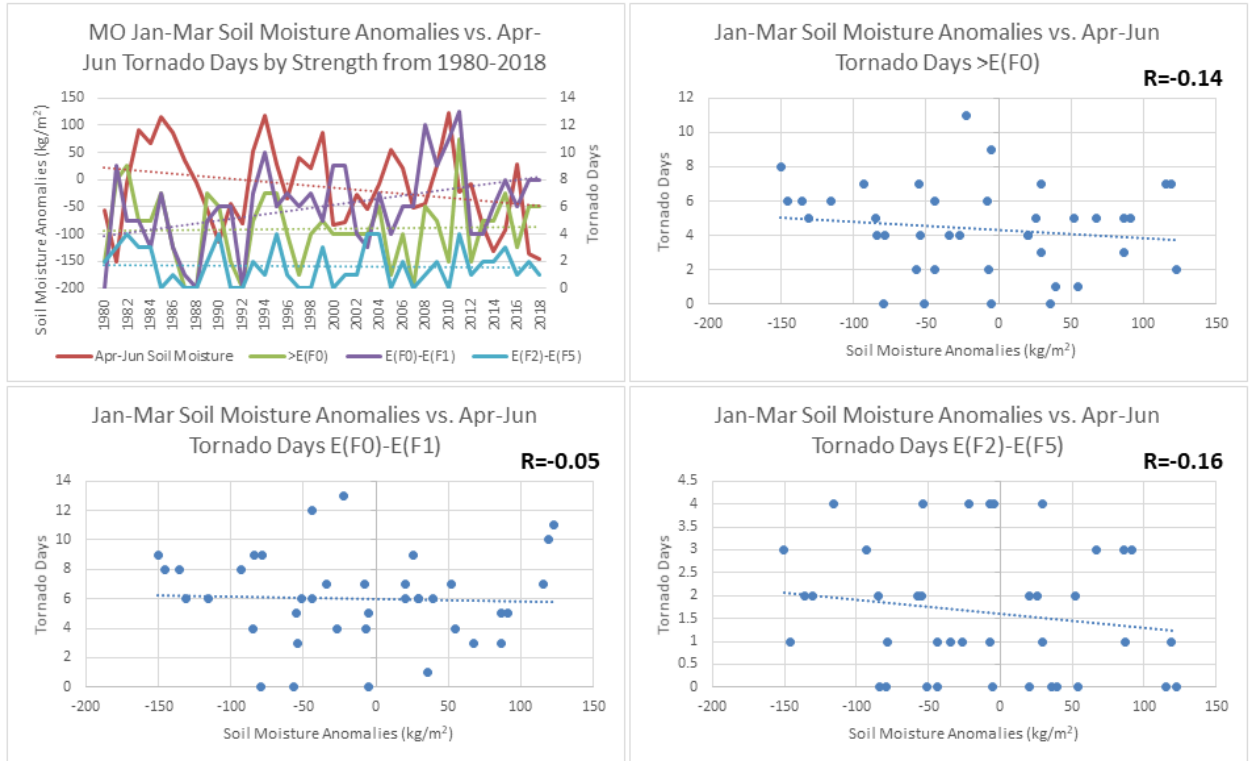 MO Jan-Mar Soil Moisture Anomalies vs. Apr-
Jun Tornado Days by Strength from 1980-2018
Soil Moisture Anomalies (kg/m²)
150
100
50
0
-50
-100
-150
-200
14
12
10
8
6
4
2
0
Tornado Days
1980 1982 1984 1986 1988 1990 1992 1994 1996 1998 2000 2002 2004 2006 2008 2010 2012 2014 2016 2018
Apr-Jun Soil Moisture >E(F0) E(F0)-E(F1) E(F2)-E(F5)
Jan-Mar Soil Moisture Anomalies vs. Apr-Jun
Tornado Days >E(F0)
R=-0.14
Tornado Days
12
10
8
6
4
2
0
-200 -150 -100 -50 0 50 100 150
Soil Moisture Anomalies (kg/m²)
Jan-Mar Soil Moisture Anomalies vs. Apr-Jun
Tornado Days E(F0)-E(F1)
R=-0.05
Tornado Days
14
12
10
8
6
4
2
0
-200 -150 -100 -50 0 50 100 150
Soil Moisture Anomalies (kg/m²)
Jan-Mar Soil Moisture Anomalies vs. Apr-Jun
Tornado Days E(F2)-E(F5)
R=-0.16
Tornado Days
4.5
4
3.5
3
2.5
2
1.5
1
0.5
0
-200 -150 -100 -50 0 50 100 150
Soil Moisture Anomalies (kg/m²)